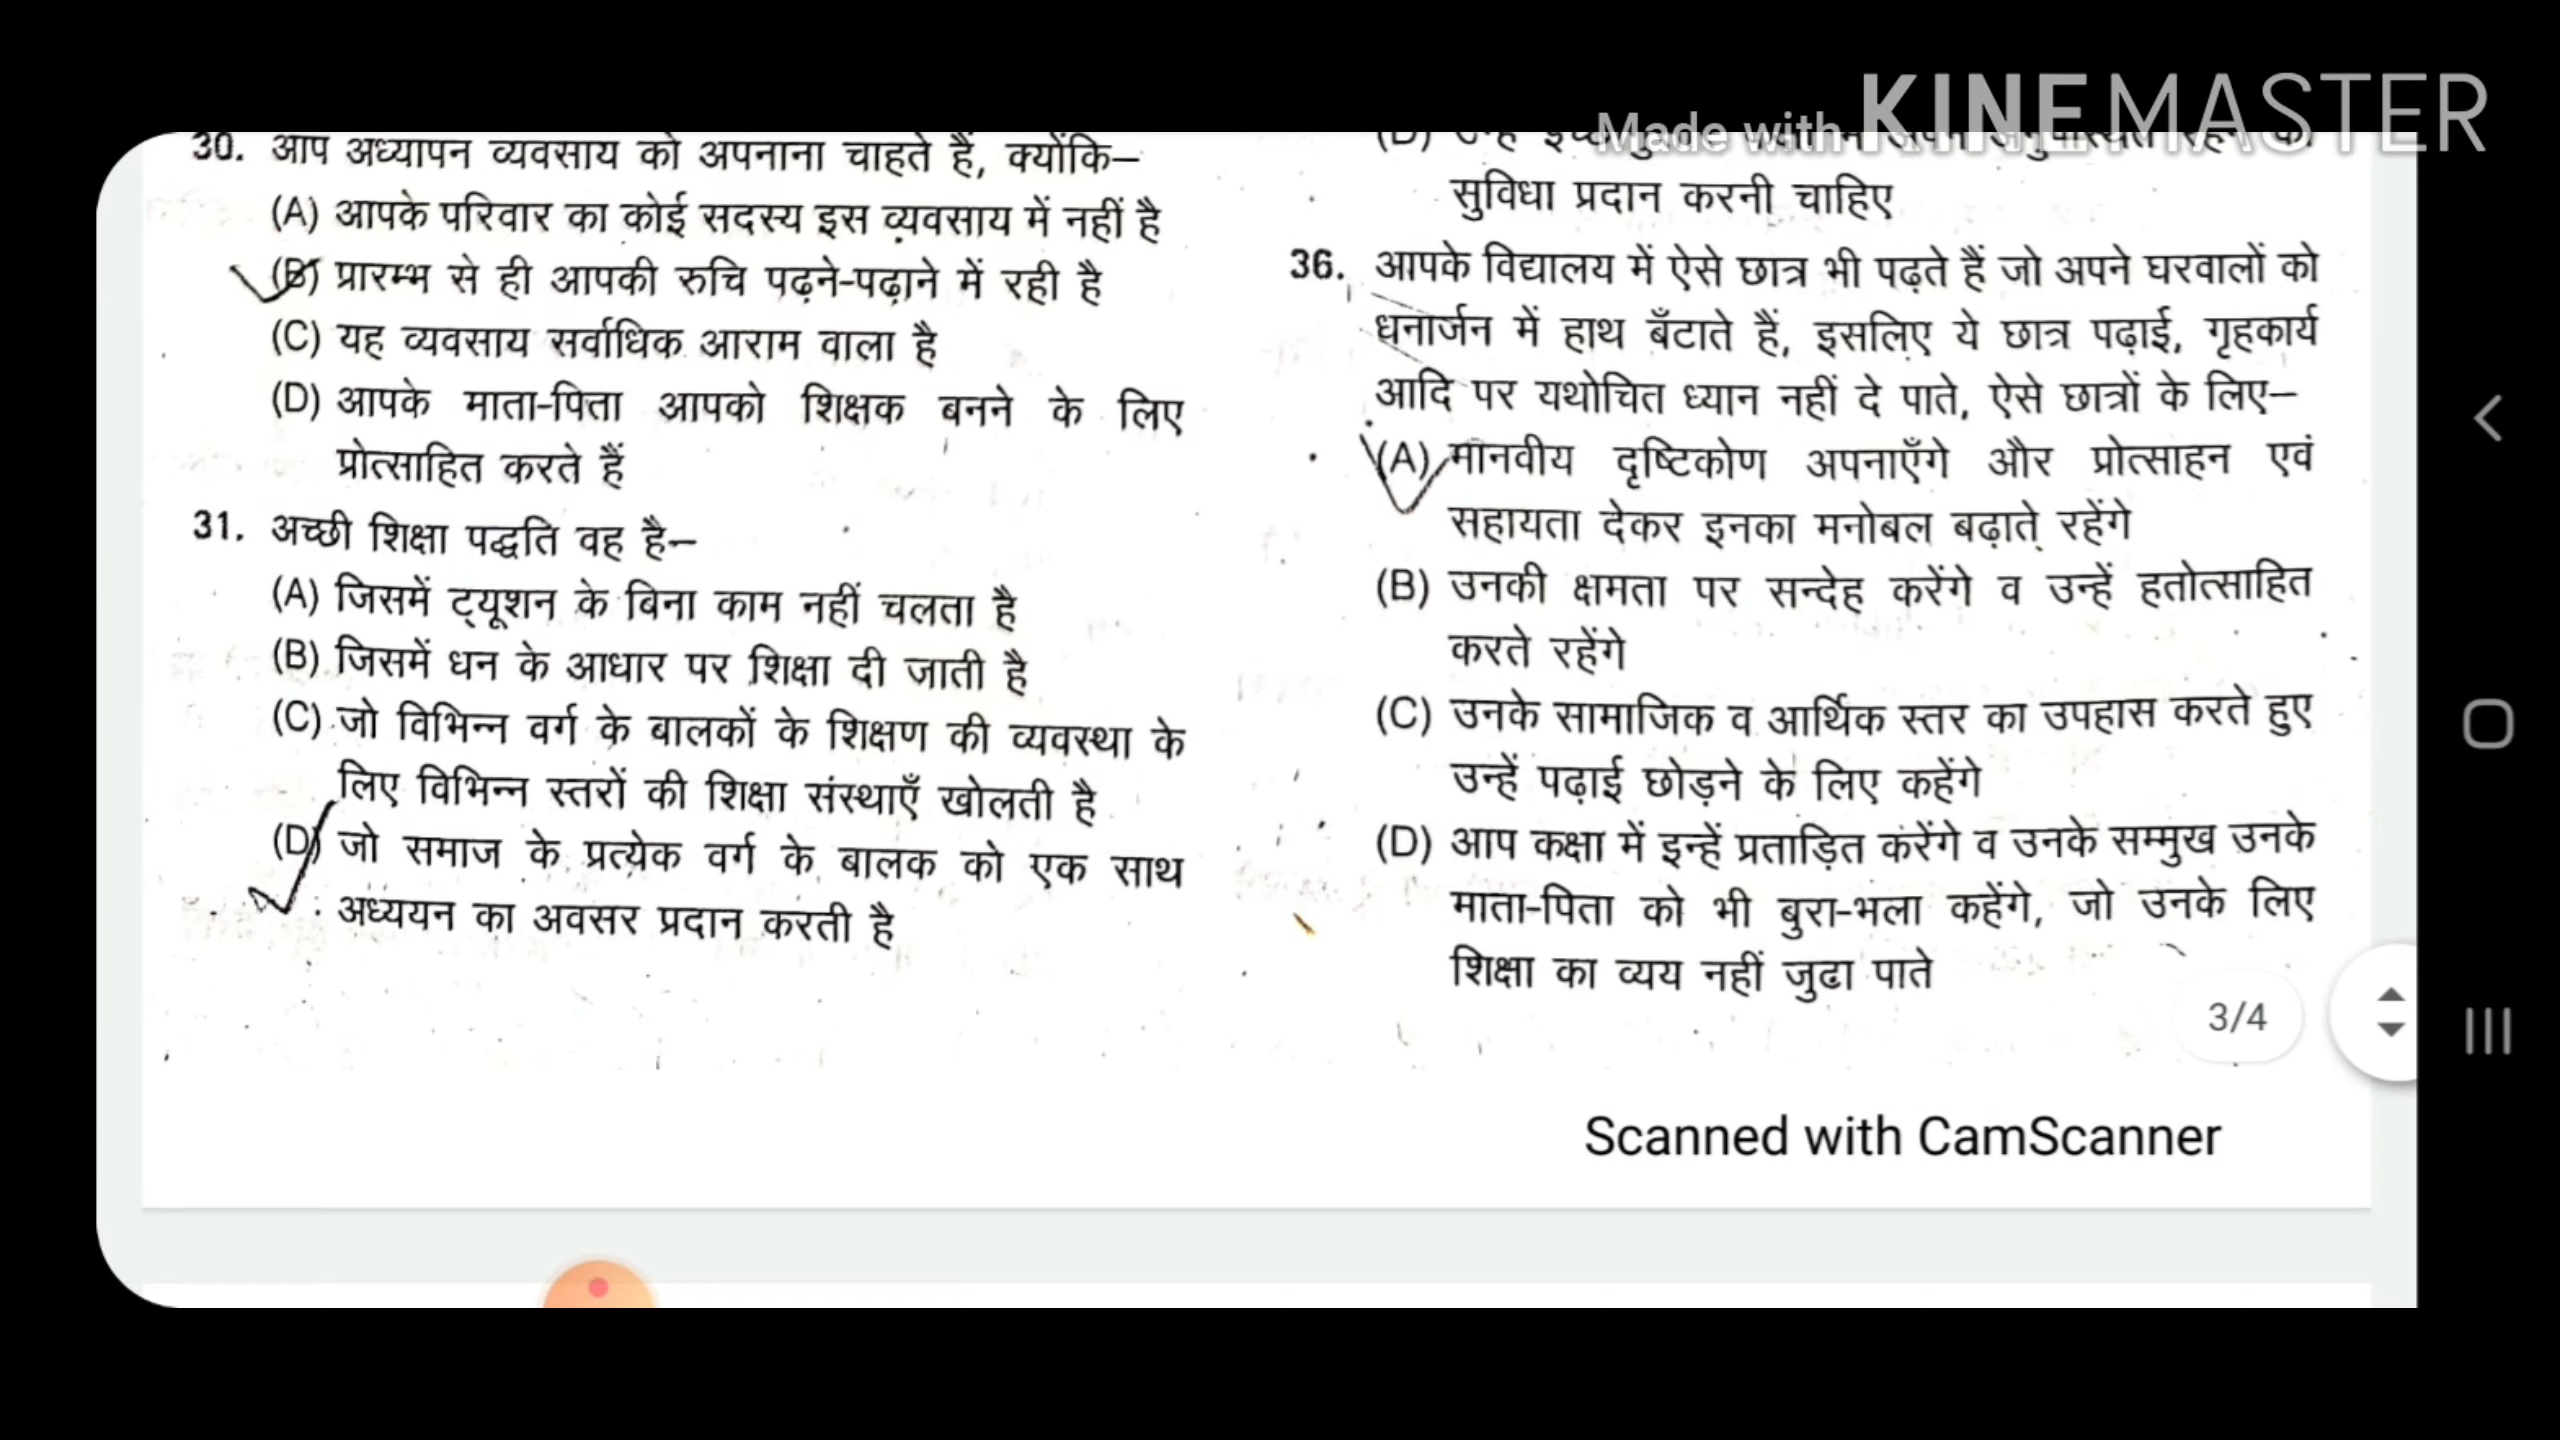 Made with KINEMASTER
30. आप अध्यापन व्यवसाय को अपनाना चाहते हैं, क्योंकि–
(A) आपके परिवार का कोई सदस्य इस व्यवसाय में नहीं है
(B) प्रारम्भ से ही आपकी रुचि पढ़ने-पढ़ाने में रही है
(C) यह व्यवसाय सर्वाधिक आराम वाला है
(D) आपके माता-पिता आपको शिक्षक बनने के लिए
प्रोत्साहित करते हैं
31. अच्छी शिक्षा पद्धति वह है–
(A) जिसमें ट्यूशन के बिना काम नहीं चलता है
(B) जिसमें धन के आधार पर शिक्षा दी जाती है
(C) जो विभिन्न वर्ग के बालकों के शिक्षण की व्यवस्था के
लिए विभिन्न स्तरों की शिक्षा संस्थाएँ खोलती है
(D) जो समाज के प्रत्येक वर्ग के बालक को एक साथ
अध्ययन का अवसर प्रदान करती है
(D)
सुविधा प्रदान करनी चाहिए
36. आपके विद्यालय में ऐसे छात्र भी पढ़ते हैं जो अपने घरवालों को
धनार्जन में हाथ बँटाते हैं, इसलिए ये छात्र पढ़ाई, गृहकार्य
आदि पर यथोचित ध्यान नहीं दे पाते, ऐसे छात्रों के लिए–
(A) मानवीय दृष्टिकोण अपनाएँगे और प्रोत्साहन एवं
सहायता देकर इनका मनोबल बढ़ाते रहेंगे
(B) उनकी क्षमता पर सन्देह करेंगे व उन्हें हतोत्साहित
करते रहेंगे
(C) उनके सामाजिक व आर्थिक स्तर का उपहास करते हुए
उन्हें पढ़ाई छोड़ने के लिए कहेंगे
(D) आप कक्षा में इन्हें प्रताड़ित करेंगे व उनके सम्मुख उनके
माता-पिता को भी बुरा-भला कहेंगे, जो उनके लिए
शिक्षा का व्यय नहीं जुटा पाते
3/4
Scanned with CamScanner